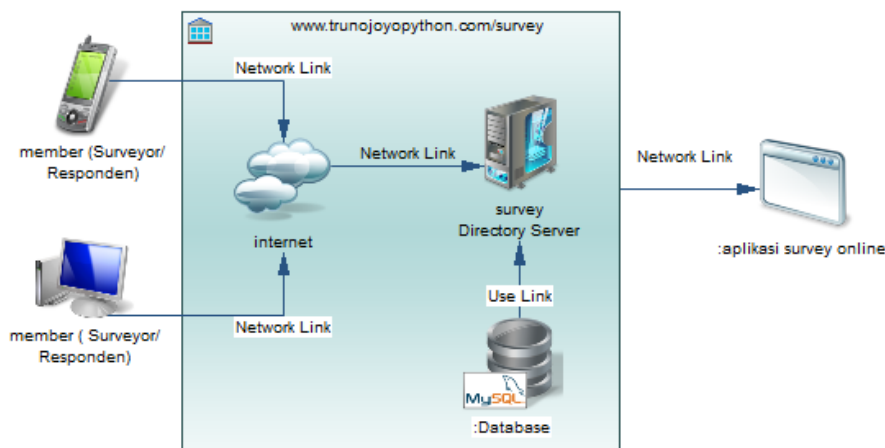 www.trunojoyopython.com/survey
Network Link
member (Surveyor/
Responden)
internet
Network Link
survey
Directory Server
Network Link
:aplikasi survey online
member ( Surveyor/
Responden)
Network Link
Use Link
MySQL
:Database